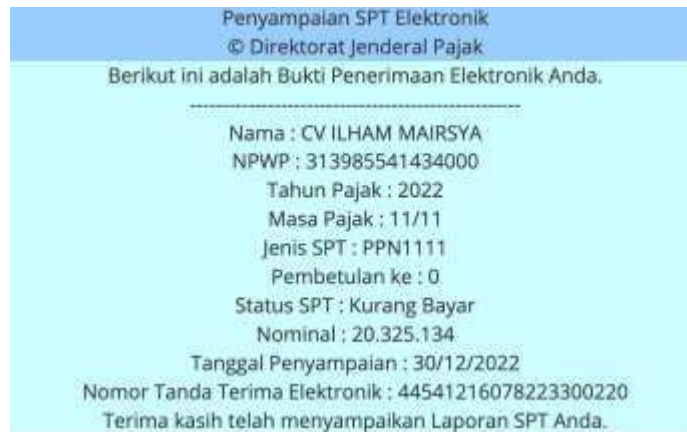 Penyampaian SPT Elektronik
© Direktorat Jenderal Pajak
Berikut ini adalah Bukti Penerimaan Elektronik Anda.
------------------------------------------------------
Nama : CV ILHAM MAIRSYA
NPWP : 313985541434000
Tahun Pajak : 2022
Masa Pajak : 11/11
Jenis SPT : PPN1111
Pembetulan ke : 0
Status SPT : Kurang Bayar
Nominal : 20.325.134
Tanggal Penyampaian : 30/12/2022
Nomor Tanda Terima Elektronik : 44541216078223300220
Terima kasih telah menyampaikan Laporan SPT Anda.